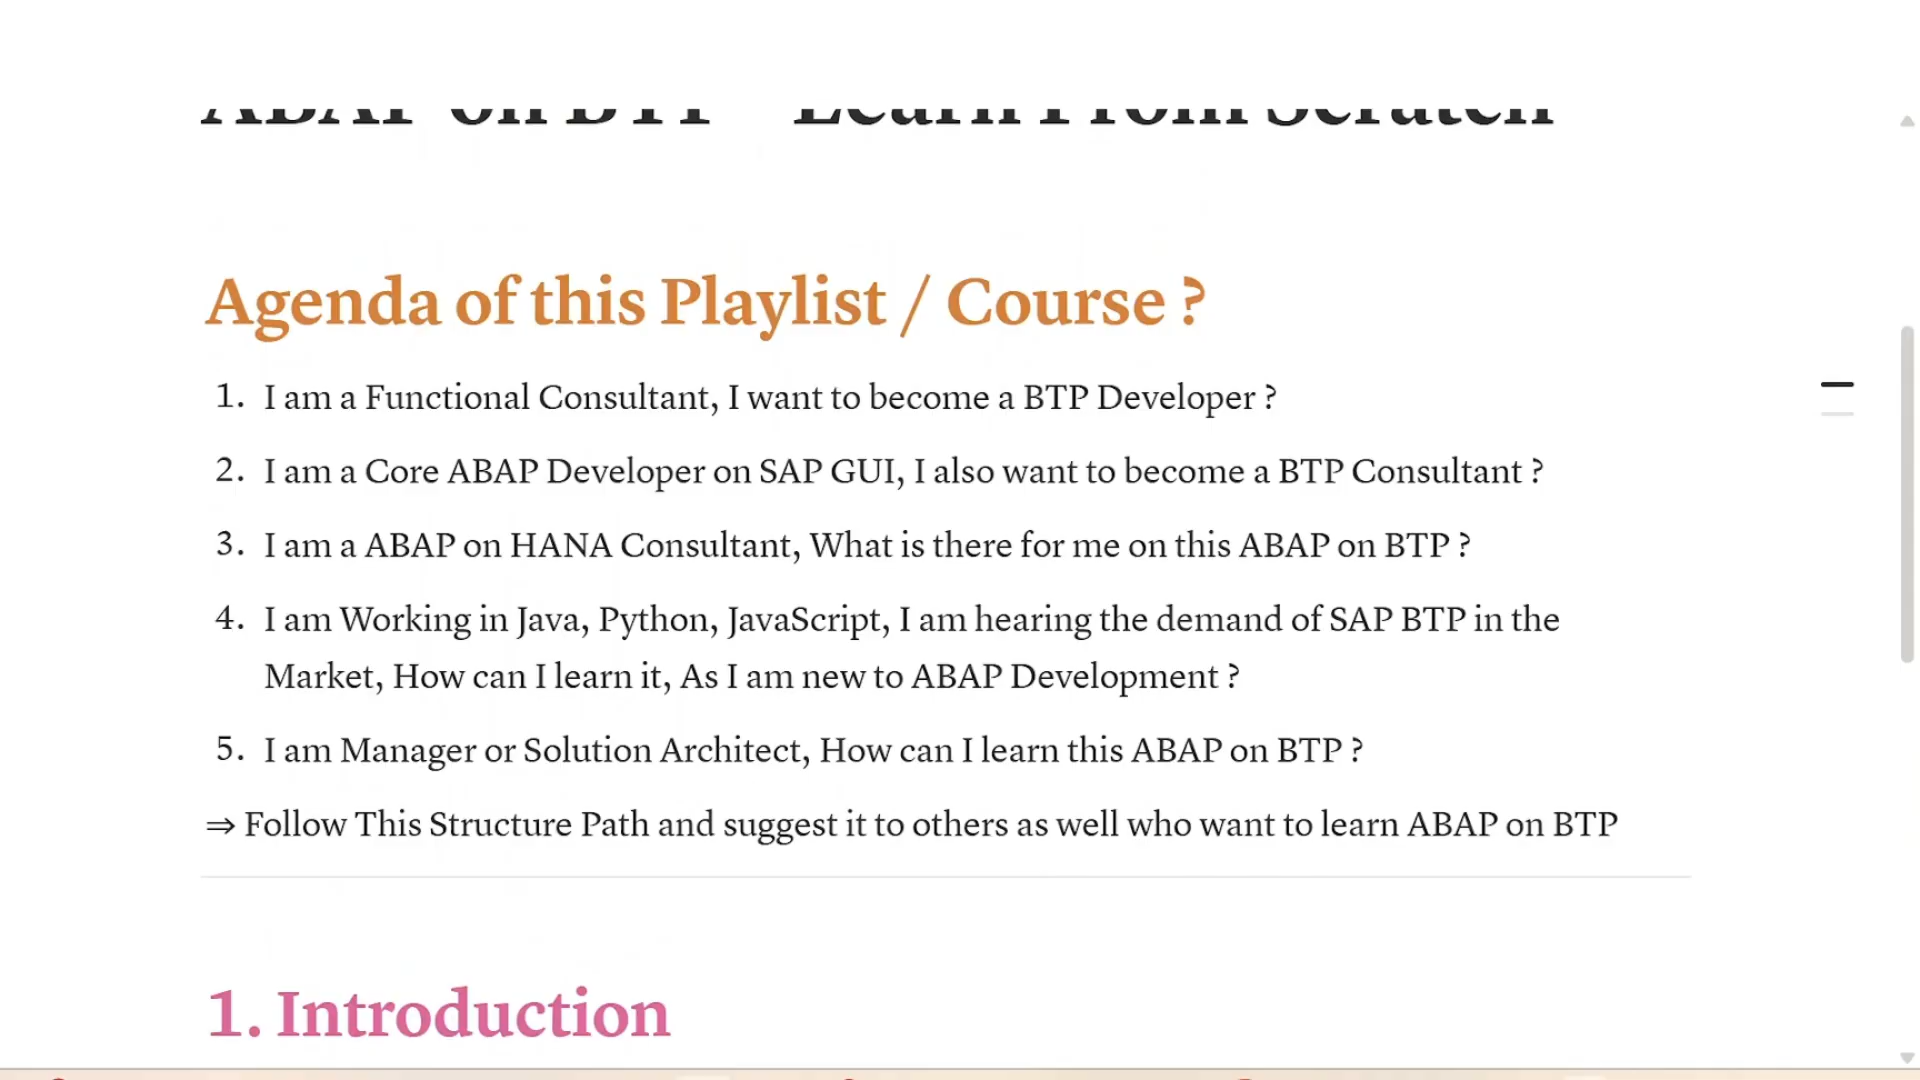 ABAP on BTP - Learn From Scratch
Agenda of this Playlist / Course ?
1. I am a Functional Consultant, I want to become a BTP Developer ?
2. I am a Core ABAP Developer on SAP GUI, I also want to become a BTP Consultant ?
3. I am a ABAP on HANA Consultant, What is there for me on this ABAP on BTP ?
4. I am Working in Java, Python, JavaScript, I am hearing the demand of SAP BTP in the
Market, How can I learn it, As I am new to ABAP Development ?
5. I am Manager or Solution Architect, How can I learn this ABAP on BTP ?
⇒ Follow This Structure Path and suggest it to others as well who want to learn ABAP on BTP
1. Introduction